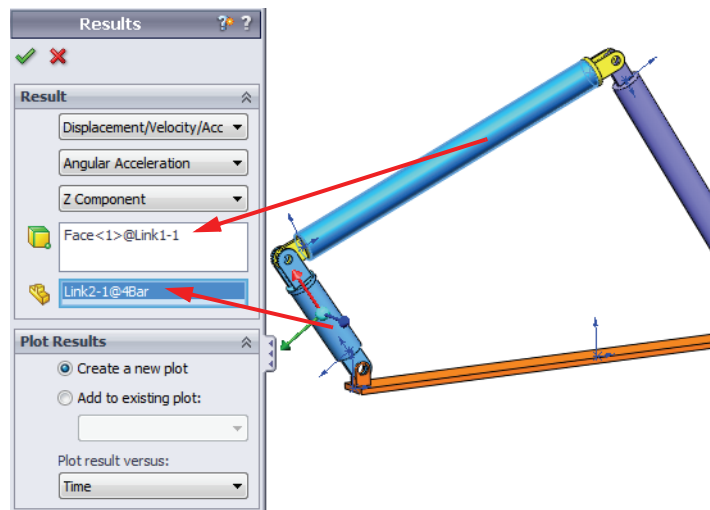 Results
? ?
Result
Displacement/Velocity/Acc
Angular Acceleration
Z Component
Face<1>@Link1-1
Link2-1@4Bar
Plot Results
Create a new plot
Add to existing plot:
Plot result versus:
Time